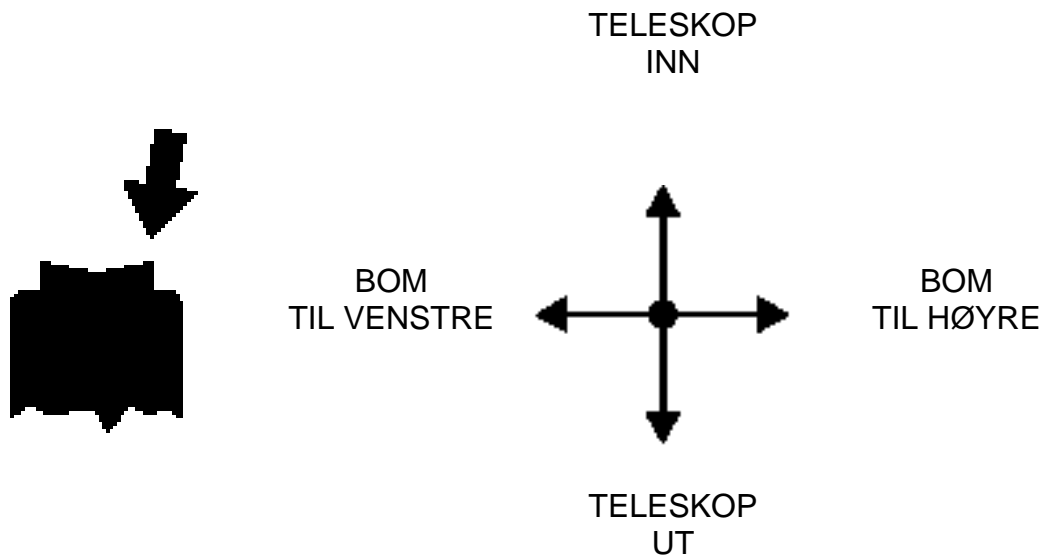 TELESKOP
INN
BOM
TIL VENSTRE
BOM
TIL HØYRE
TELESKOP
UT